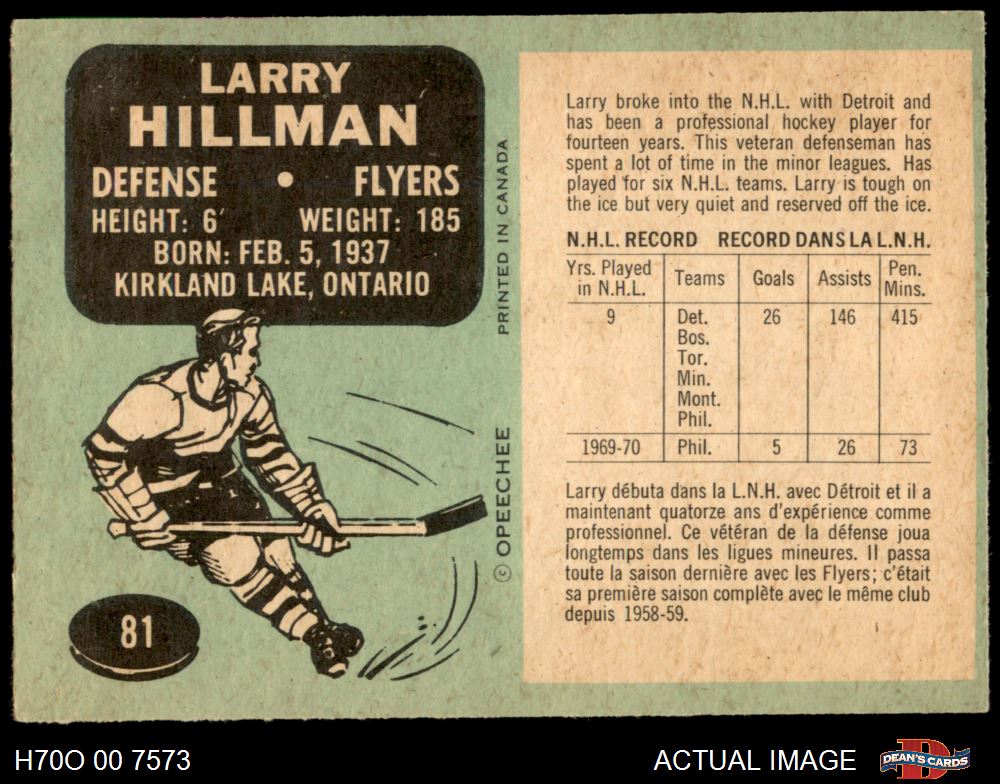 LARRY
HILLMAN
DEFENSE • FLYERS
HEIGHT: 6' WEIGHT: 185
BORN: FEB. 5, 1937
KIRKLAND LAKE, ONTARIO
81
© OPEECHEE PRINTED IN CANADA
Larry broke into the N.H.L. with Detroit and
has been a professional hockey player for
fourteen years. This veteran defenseman has
spent a lot of time in the minor leagues. Has
played for six N.H.L. teams. Larry is tough on
the ice but very quiet and reserved off the ice.
N.H.L. RECORD RECORD DANS LA L.N.H.
Yrs. Played in N.H.L. Teams Goals Assists Pen. Mins.
9 Det. 26 146 415
Bos.
Tor.
Min.
Mont.
Phil.
1969-70 Phil. 5 26 73
Larry débuta dans la L.N.H. avec Détroit et il a
maintenant quatorze ans d'expérience comme
professionnel. Ce vétéran de la défense joua
longtemps dans les ligues mineures. Il passa
toute la saison dernière avec les Flyers; c'était
sa première saison complète avec le même club
depuis 1958-59.
H70O 00 7573 ACTUAL IMAGE DEAN'S CARDS